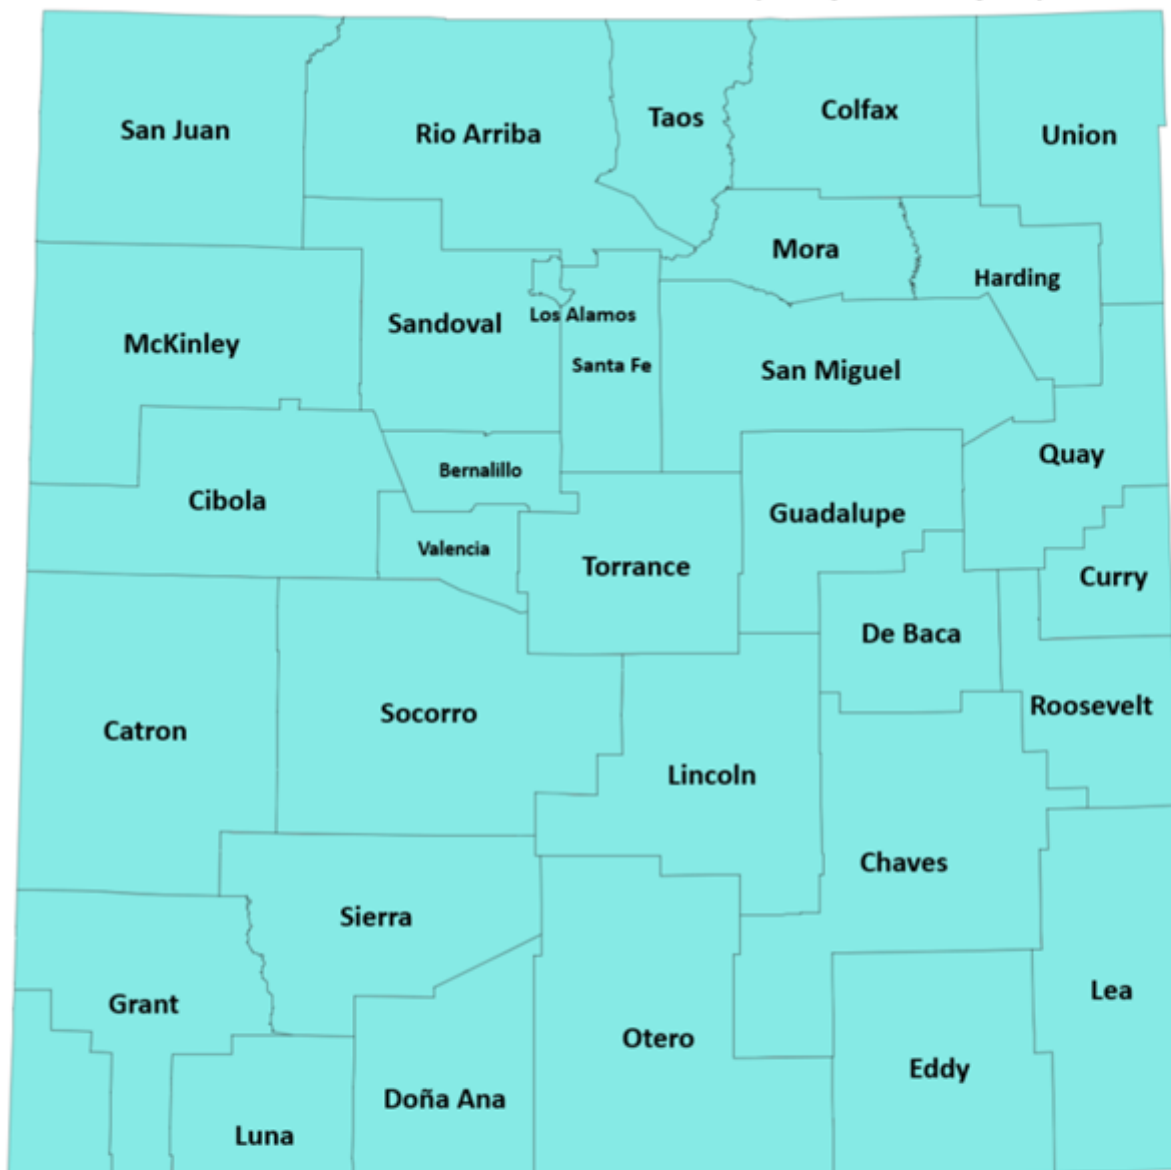 San Juan
Rio Arriba
Taos
Colfax
Union
Mora
Harding
McKinley
Sandoval
Los Alamos
Santa Fe
San Miguel
Cibola
Bernalillo
Quay
Guadalupe
Valencia
Torrance
Curry
De Baca
Catron
Socorro
Roosevelt
Lincoln
Chaves
Sierra
Grant
Lea
Otero
Eddy
Doña Ana
Luna